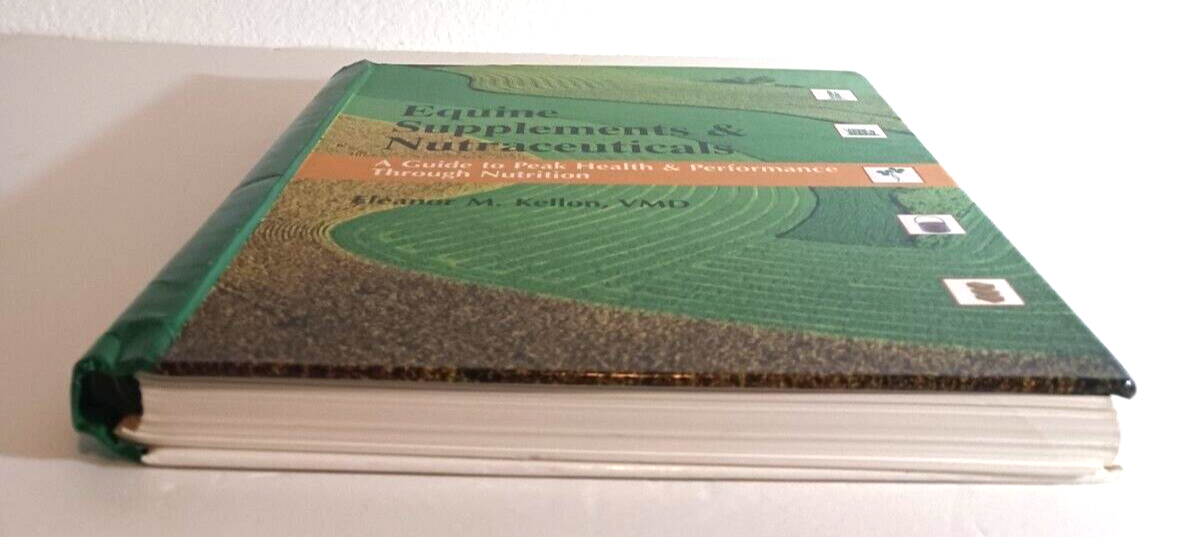 Equine
Supplements &
Nutraceuticals
A Guide to Peak Health & Performance
Through Nutrition
Eleanor M. Kellon, VMD